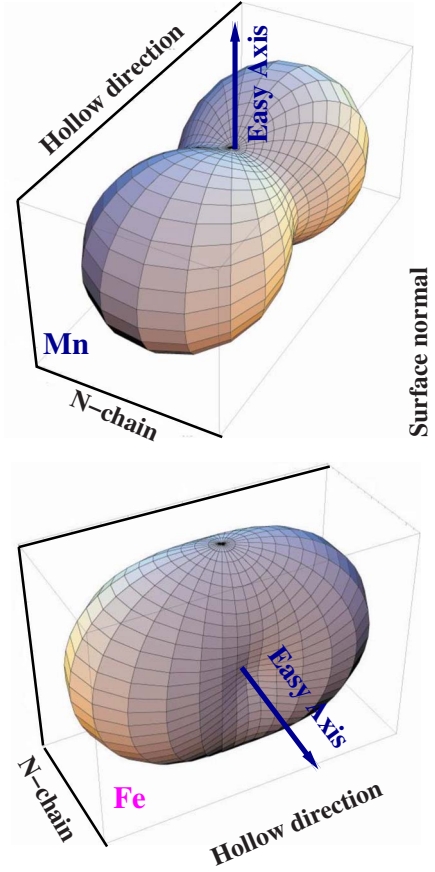 Hollow direction
Easy Axis
Mn
N−chain
Surface normal
Easy Axis
N−chain
Fe
Hollow direction